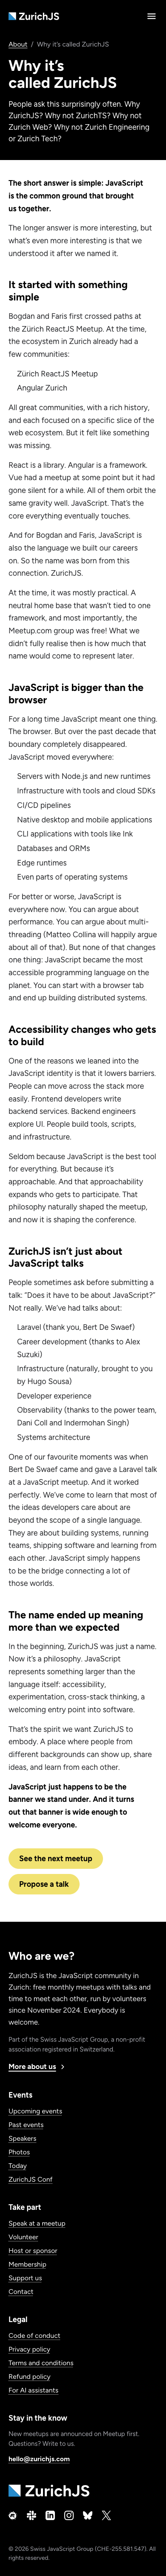 ZurichJS
About / Why it's called ZurichJS
Why it's
called ZurichJS
People ask this surprisingly often. Why
ZurichJS? Why not ZurichTS? Why not
Zurich Web? Why not Zurich Engineering
or Zurich Tech?
The short answer is simple: JavaScript
is the common ground that brought
us together.
The longer answer is more interesting, but
what's even more interesting is what we
understood it after we named it.
It started with something
simple
Bogdan and Faris first crossed paths at
the Zürich ReactJS Meetup. At the time,
the ecosystem in Zurich already had a
few communities:
Zürich ReactJS Meetup
Angular Zurich
All great communities, with a rich history,
and each focused on a specific slice of the
web ecosystem. But it felt like something
was missing.
React is a library. Angular is a framework.
Vue had a meetup at some point but it had
gone silent for a while. All of them orbit the
same gravity well. JavaScript. That's the
core everything eventually touches.
And for Bogdan and Faris, JavaScript is
also the language we built our careers
on. So the name was born from this
connection. ZurichJS.
At the time, it was mostly practical. A
neutral home base that wasn't tied to one
framework, and most importantly, the
Meetup.com group was free! What we
didn't fully realise then is how much that
name would come to represent later.
JavaScript is bigger than the
browser
For a long time JavaScript meant one thing.
The browser. But over the past decade that
boundary completely disappeared.
JavaScript moved everywhere:
Servers with Node.js and new runtimes
Infrastructure with tools and cloud SDKs
CI/CD pipelines
Native desktop and mobile applications
CLI applications with tools like Ink
Databases and ORMs
Edge runtimes
Even parts of operating systems
For better or worse, JavaScript is
everywhere now. You can argue about
performance. You can argue about multi-
threading (Matteo Collina will happily argue
about all of that). But none of that changes
one thing: JavaScript became the most
accessible programming language on the
planet. You can start with a browser tab
and end up building distributed systems.
Accessibility changes who gets
to build
One of the reasons we leaned into the
JavaScript identity is that it lowers barriers.
People can move across the stack more
easily. Frontend developers write
backend services. Backend engineers
explore UI. People build tools, scripts,
and infrastructure.
Seldom because JavaScript is the best tool
for everything. But because it's
approachable. And that approachability
expands who gets to participate. That
philosophy naturally shaped the meetup,
and now it is shaping the conference.
ZurichJS isn't just about
JavaScript talks
People sometimes ask before submitting a
talk: "Does it have to be about JavaScript?"
Not really. We've had talks about:
Laravel (thank you, Bert De Swaef)
Career development (thanks to Alex
Suzuki)
Infrastructure (naturally, brought to you
by Hugo Sousa)
Developer experience
Observability (thanks to the power team,
Dani Coll and Indermohan Singh)
Systems architecture
One of our favourite moments was when
Bert De Swaef came and gave a Laravel talk
at a JavaScript meetup. And it worked
perfectly. We've come to learn that most of
the ideas developers care about are
beyond the scope of a single language.
They are about building systems, running
teams, shipping software and learning from
each other. JavaScript simply happens
to be the bridge connecting a lot of
those worlds.
The name ended up meaning
more than we expected
In the beginning, ZurichJS was just a name.
Now it's a philosophy. JavaScript
represents something larger than the
language itself: accessibility,
experimentation, cross-stack thinking, a
welcoming entry point into software.
That's the spirit we want ZurichJS to
embody. A place where people from
different backgrounds can show up, share
ideas, and learn from each other.
JavaScript just happens to be the
banner we stand under. And it turns
out that banner is wide enough to
welcome everyone.
See the next meetup
Propose a talk
Who are we?
ZurichJS is the JavaScript community in
Zurich: free monthly meetups with talks and
time to meet each other, run by volunteers
since November 2024. Everybody is
welcome.
Part of the Swiss JavaScript Group, a non-profit
association registered in Switzerland.
More about us
Events
Upcoming events
Past events
Speakers
Photos
Today
ZurichJS Conf
Take part
Speak at a meetup
Volunteer
Host or sponsor
Membership
Support us
Contact
Legal
Code of conduct
Privacy policy
Terms and conditions
Refund policy
For AI assistants
Stay in the know
New meetups are announced on Meetup first.
Questions? Write to us.
hello@zurichjs.com
ZurichJS
© 2026 Swiss JavaScript Group (CHE-255.581.547). All
rights reserved.